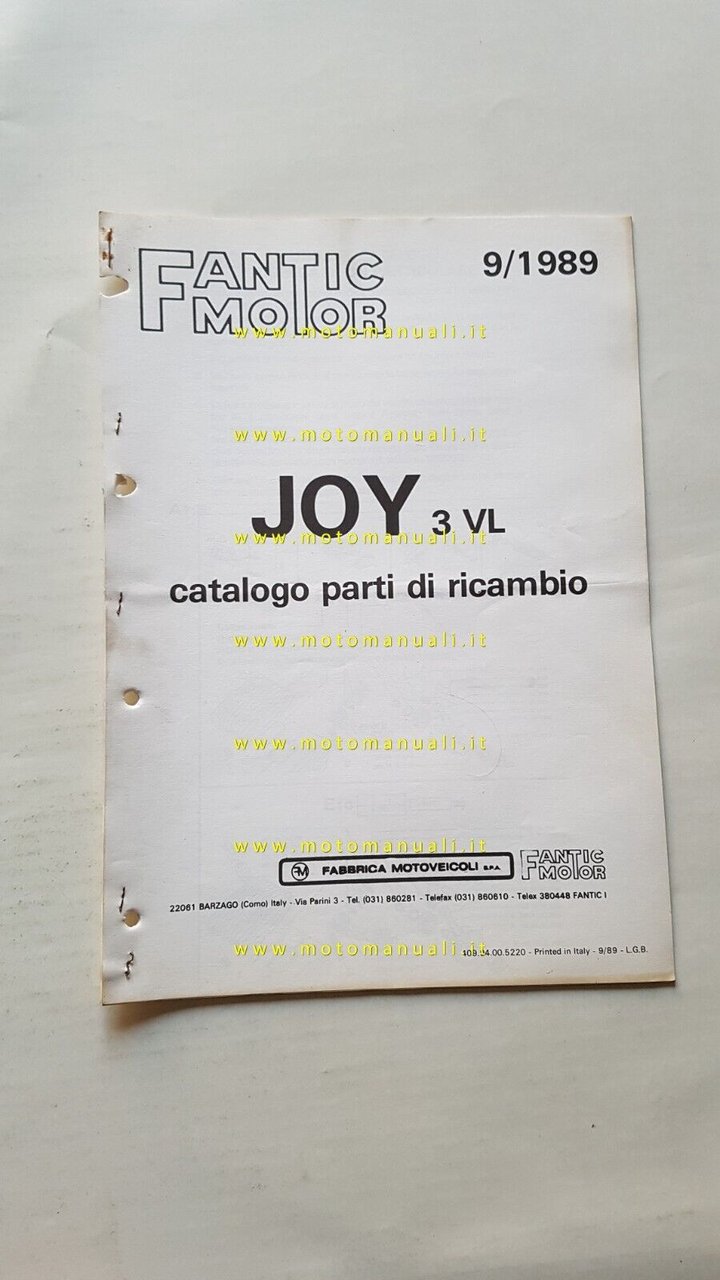 FANTIC MOTOR
9/1989
www.motomanuali.it
www.motomanuali.it
JOY 3 VL
www.motomanuali.it
catalogo parti di ricambio
www.motomanuali.it
www.motomanuali.it
www.motomanuali.it
FM FABBRICA MOTOVEICOLI S.P.A. FANTIC MOTOR
22061 BARZAGO (Como) Italy - Via Parini 3 - Tel. (031) 860281 - Telefax (031) 860610 - Telex 380448 FANTIC I
www.motomanuali.it
- Printed in Italy - 9/89 - L.G.B.